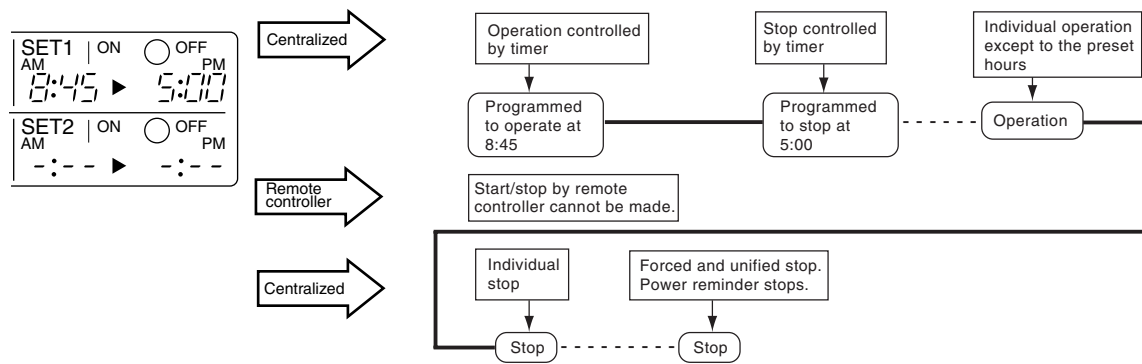 SET1 | ON OFF
AM PM
8:45 ▶ 5:00
SET2 | ON OFF
AM PM
-:-- ▶ -:--
Centralized
Operation controlled
by timer
Stop controlled
by timer
Individual operation
except to the preset
hours
Programmed
to operate at
8:45
Programmed
to stop at
5:00
Operation
Remote
controller
Start/stop by remote
controller cannot be made.
Centralized
Individual
stop
Forced and unified stop.
Power reminder stops.
Stop
Stop